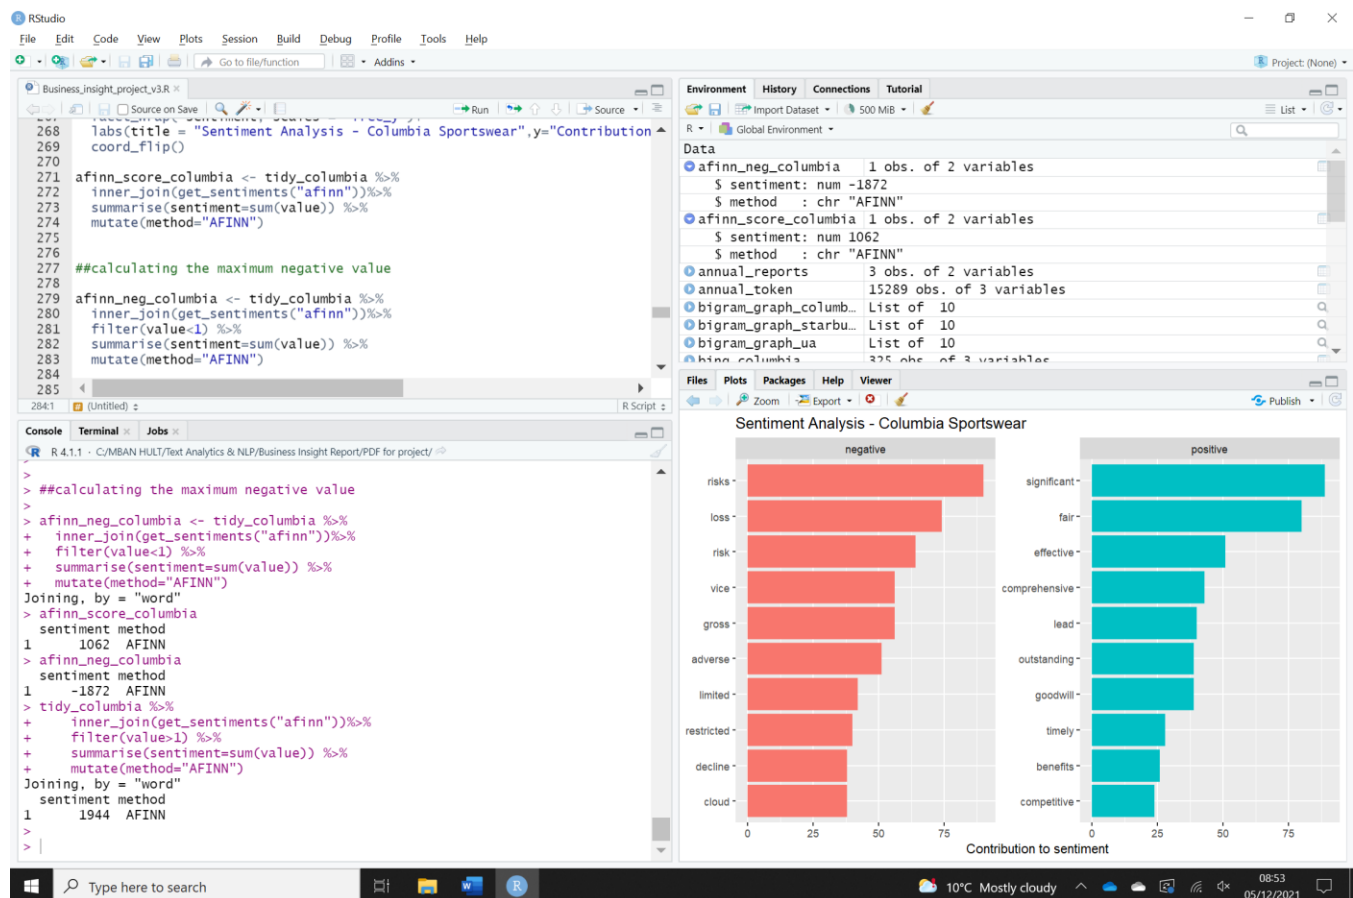 RStudio
File Edit Code View Plots Session Build Debug Profile Tools Help
Go to file/function Addins Project: (None)
Business_insight_project_v3.R
Source on Save Run Source
268 labs(title = "Sentiment Analysis - Columbia Sportswear",y="Contribution
269 coord_flip()
270
271 afinn_score_columbia <- tidy_columbia %>%
272 inner_join(get_sentiments("afinn"))%>%
273 summarise(sentiment=sum(value)) %>%
274 mutate(method="AFINN")
275
276
277 ##calculating the maximum negative value
278
279 afinn_neg_columbia <- tidy_columbia %>%
280 inner_join(get_sentiments("afinn"))%>%
281 filter(value<1) %>%
282 summarise(sentiment=sum(value)) %>%
283 mutate(method="AFINN")
284
285
284:1 (Untitled) R Script
Console Terminal Jobs
R 4.1.1 · C:/MBAN HULT/Text Analytics & NLP/Business Insight Report/PDF for project/
>
> ##calculating the maximum negative value
>
> afinn_neg_columbia <- tidy_columbia %>%
+ inner_join(get_sentiments("afinn"))%>%
+ filter(value<1) %>%
+ summarise(sentiment=sum(value)) %>%
+ mutate(method="AFINN")
Joining, by = "word"
> afinn_score_columbia
sentiment method
1 1062 AFINN
> afinn_neg_columbia
sentiment method
1 -1872 AFINN
> tidy_columbia %>%
+ inner_join(get_sentiments("afinn"))%>%
+ filter(value>1) %>%
+ summarise(sentiment=sum(value)) %>%
+ mutate(method="AFINN")
Joining, by = "word"
sentiment method
1 1944 AFINN
>
>
Environment History Connections Tutorial
Import Dataset 500 MiB List
R Global Environment
Data
afinn_neg_columbia 1 obs. of 2 variables
$ sentiment: num -1872
$ method : chr "AFINN"
afinn_score_columbia 1 obs. of 2 variables
$ sentiment: num 1062
$ method : chr "AFINN"
annual_reports 3 obs. of 2 variables
annual_token 15289 obs. of 3 variables
bigram_graph_columb… List of 10
bigram_graph_starbu… List of 10
bigram_graph_ua List of 10
bing_columbia 325 obs. of 3 variables
Files Plots Packages Help Viewer
Zoom Export Publish
Sentiment Analysis - Columbia Sportswear
negative
risks
loss
risk
vice
gross
adverse
limited
restricted
decline
cloud
0 25 50 75
positive
significant
fair
effective
comprehensive
lead
outstanding
goodwill
timely
benefits
competitive
0 25 50 75
Contribution to sentiment
Type here to search
10°C Mostly cloudy
08:53
05/12/2021